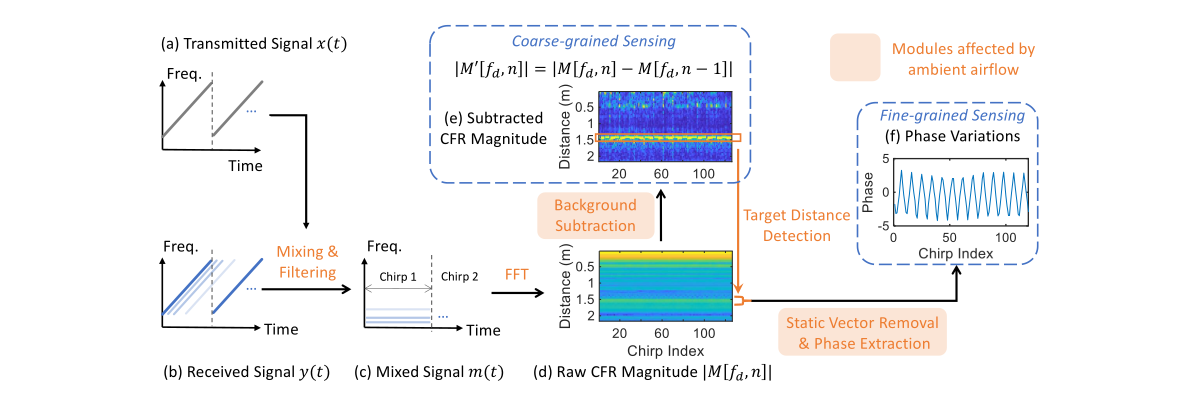 (a) Transmitted Signal x(t)
Freq.
...
Time
Coarse-grained Sensing
|M′[f_d, n]| = |M[f_d, n] − M[f_d, n − 1]|
(e) Subtracted
CFR Magnitude
Distance (m)
0.5
1
1.5
2
20
60
100
Modules affected by
ambient airflow
Fine-grained Sensing
(f) Phase Variations
Phase
5
0
-5
0
50
100
Chirp Index
Background
Subtraction
Target Distance
Detection
Freq.
...
Time
Mixing &
Filtering
Freq.
Chirp 1
Chirp 2
...
Time
FFT
Distance (m)
0.5
1
1.5
2
20
60
100
Chirp Index
Static Vector Removal
& Phase Extraction
(b) Received Signal y(t)
(c) Mixed Signal m(t)
(d) Raw CFR Magnitude |M[f_d, n]|